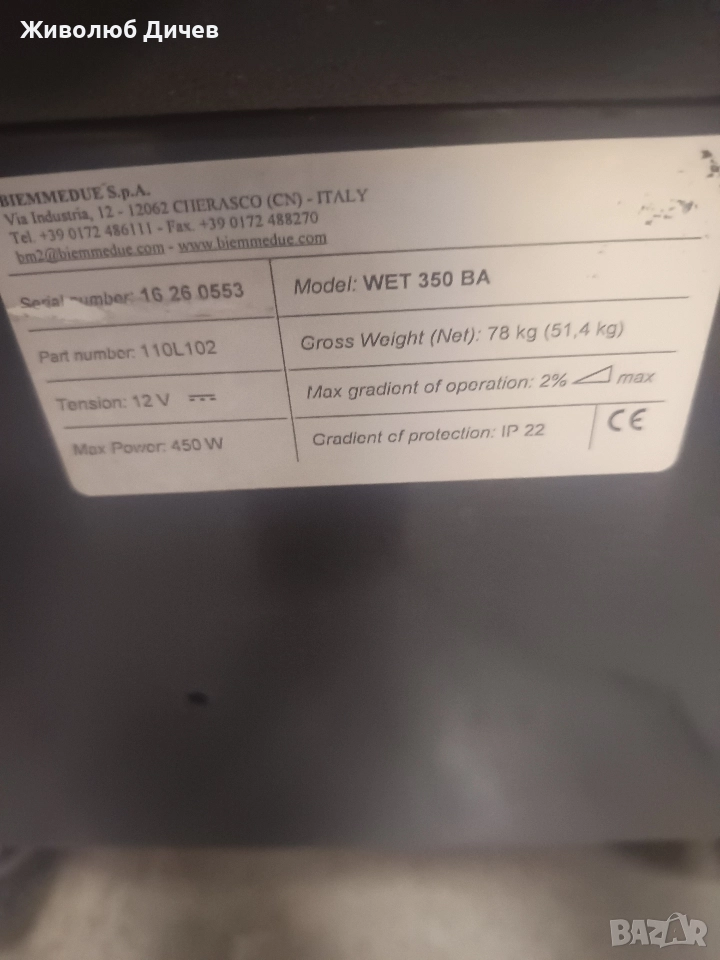 Живолюб Дичев
BIEMMEDUE S.p.A.
Via Industria, 12 - 12062 CHERASCO (CN) - ITALY
Tel. +39 0172 486111 - Fax. +39 0172 488270
bm2@biemmedue.com - www.biemmedue.com
Serial number: 16 26 0553
Model: WET 350 BA
Part number: 110L102
Gross Weight (Net): 78 kg (51,4 kg)
Tension: 12 V
Max gradient of operation: 2% max
Max Power: 450 W
Gradient of protection: IP 22
CE
BAZAR